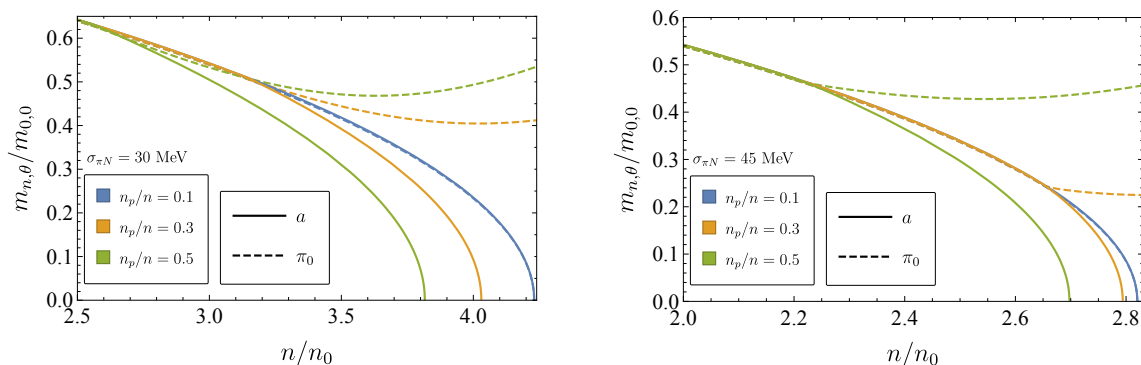 m_{n,θ}/m_{0,0}
0.6
0.5
0.4
0.3
0.2
0.1
0.0
σ_{πN} = 30 MeV
n_p/n = 0.1
n_p/n = 0.3
n_p/n = 0.5
a
π_0
2.5 3.0 3.5 4.0
n/n_0
m_{n,θ}/m_{0,0}
0.6
0.5
0.4
0.3
0.2
0.1
0.0
σ_{πN} = 45 MeV
n_p/n = 0.1
n_p/n = 0.3
n_p/n = 0.5
a
π_0
2.0 2.2 2.4 2.6 2.8
n/n_0